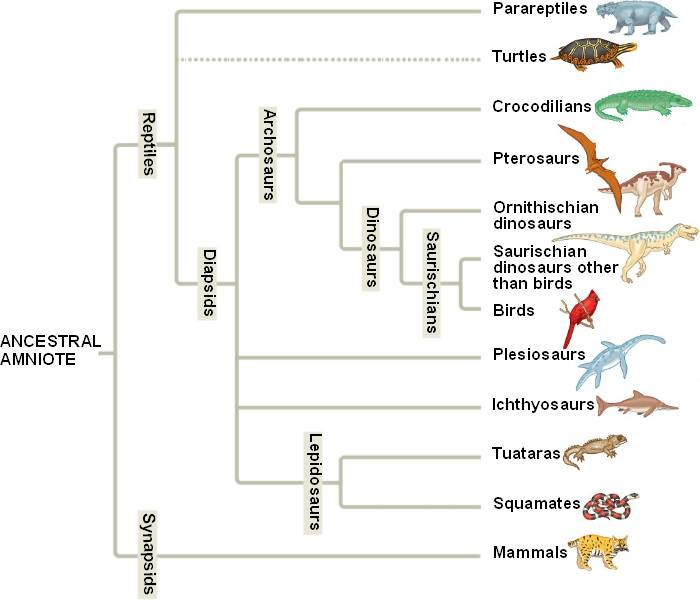 Parareptiles
Turtles
Crocodilians
Pterosaurs
Ornithischian
dinosaurs
Saurischian
dinosaurs other
than birds
Birds
Plesiosaurs
Ichthyosaurs
Tuataras
Squamates
Mammals
Reptiles
Archosaurs
Dinosaurs
Saurischians
Diapsids
Lepidosaurs
Synapsids
ANCESTRAL
AMNIOTE